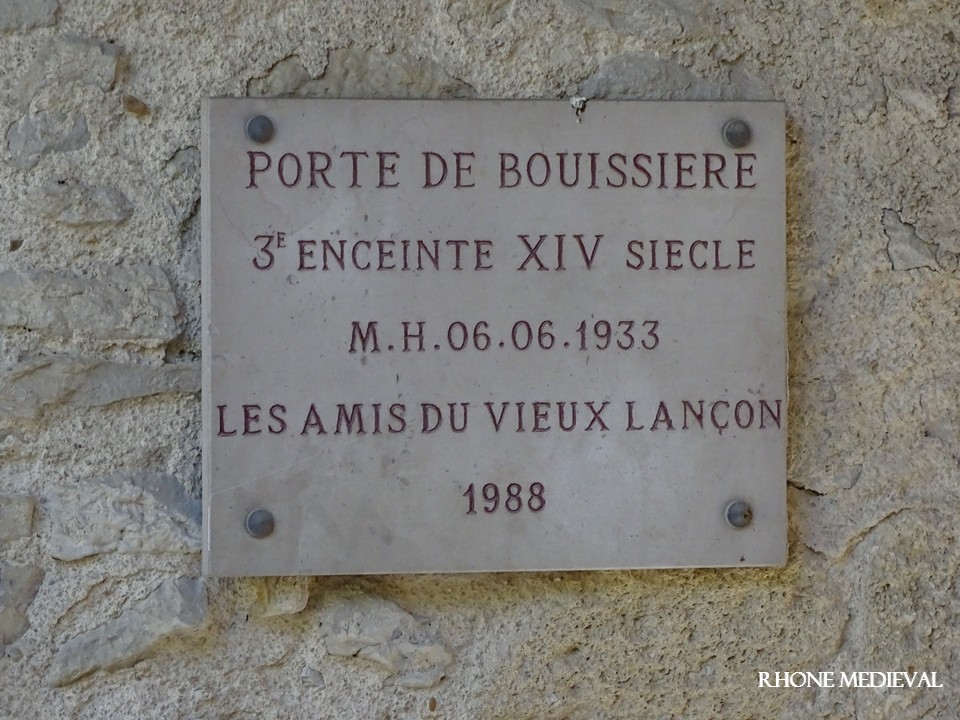 PORTE DE BOUISSIERE
3E ENCEINTE XIV SIECLE
M.H.06.06.1933
LES AMIS DU VIEUX LANÇON
1988
RHONE MEDIEVAL